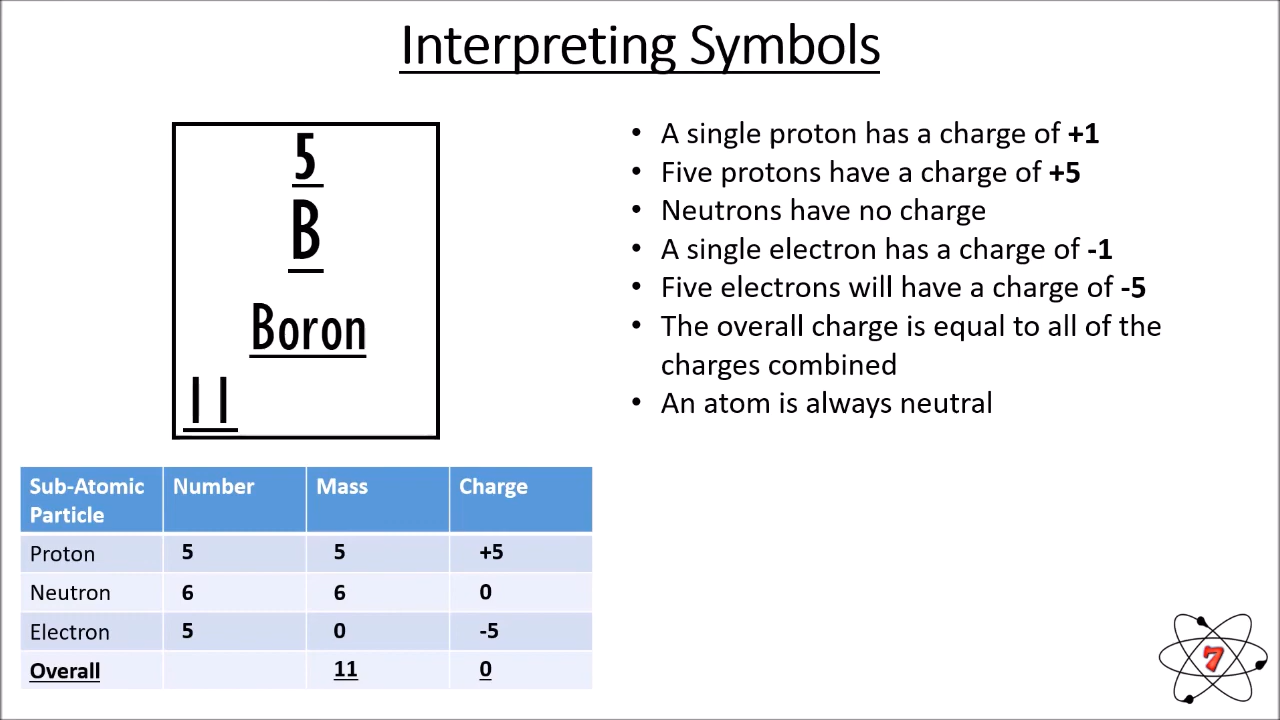 Interpreting Symbols
5
B
Boron
11
• A single proton has a charge of +1
• Five protons have a charge of +5
• Neutrons have no charge
• A single electron has a charge of -1
• Five electrons will have a charge of -5
• The overall charge is equal to all of the
charges combined
• An atom is always neutral
Sub-Atomic Particle Number Mass Charge
Proton 5 5 +5
Neutron 6 6 0
Electron 5 0 -5
Overall 11 0
7